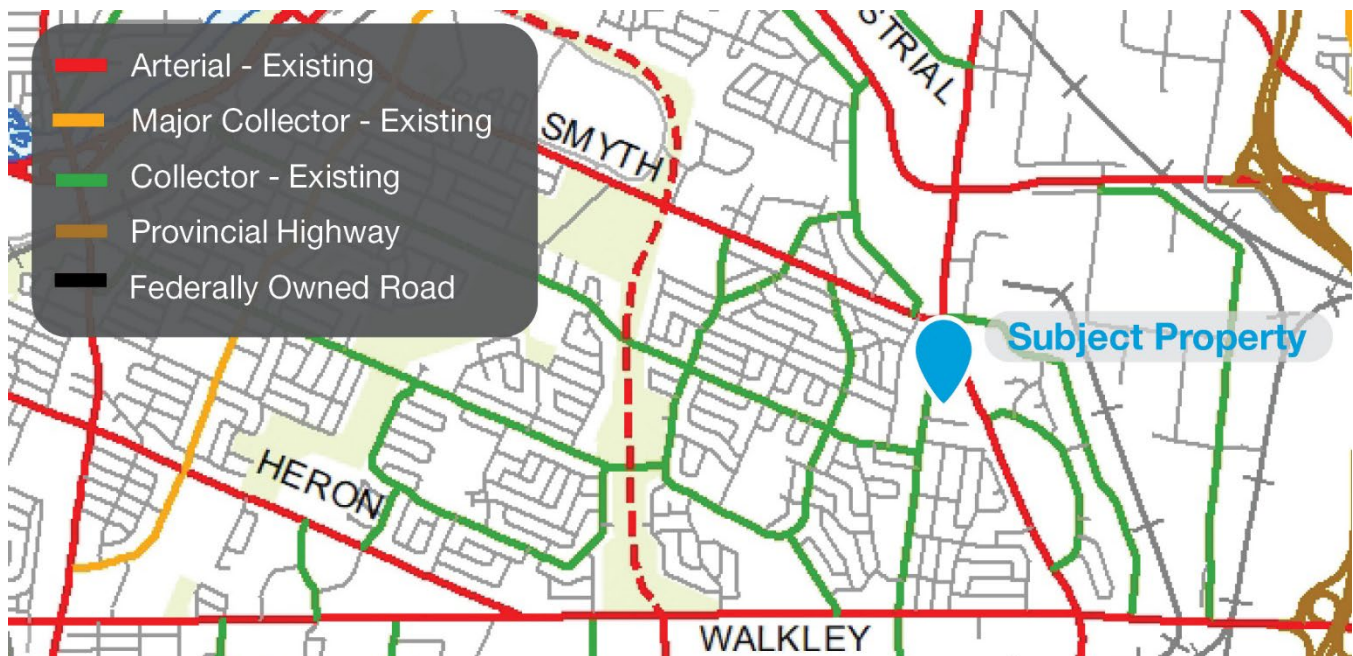 Arterial - Existing
Major Collector - Existing
Collector - Existing
Provincial Highway
Federally Owned Road
STRIAL
SMYTH
Subject Property
HERON
WALKLEY